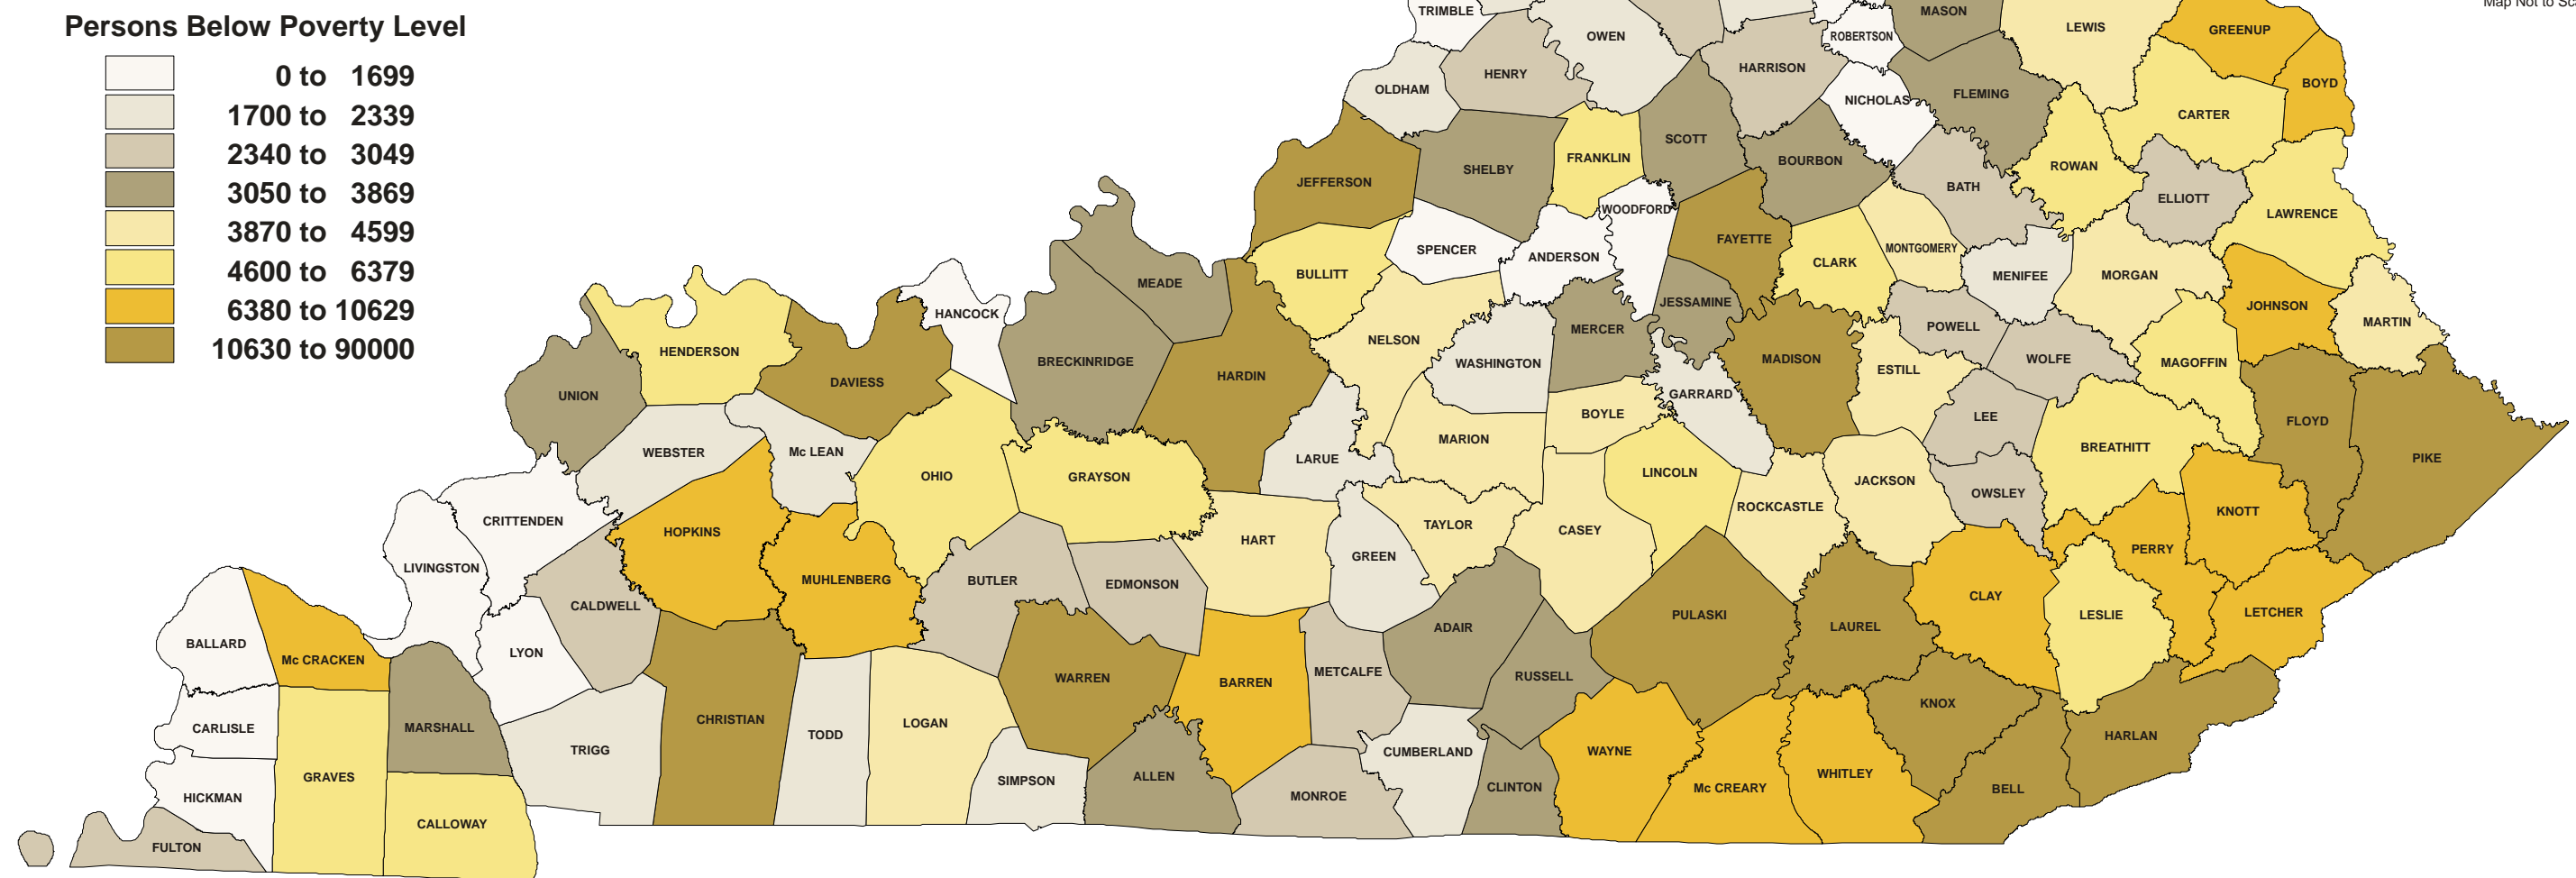 Map Not to Sca
Persons Below Poverty Level
0 to 1699
1700 to 2339
2340 to 3049
3050 to 3869
3870 to 4599
4600 to 6379
6380 to 10629
10630 to 90000
TRIMBLE
MASON
LEWIS
GREENUP
OWEN
ROBERTSON
HENRY
HARRISON
BOYD
OLDHAM
NICHOLAS
FLEMING
CARTER
SCOTT
FRANKLIN
BOURBON
SHELBY
ROWAN
JEFFERSON
BATH
ELLIOTT
WOODFORD
LAWRENCE
FAYETTE
SPENCER
MONTGOMERY
ANDERSON
CLARK
BULLITT
MENIFEE
MORGAN
MEADE
JESSAMINE
JOHNSON
HANCOCK
MERCER
POWELL
MARTIN
NELSON
HENDERSON
BRECKINRIDGE
WASHINGTON
MADISON
WOLFE
MAGOFFIN
HARDIN
ESTILL
DAVIESS
UNION
GARRARD
BOYLE
LEE
FLOYD
MARION
BREATHITT
WEBSTER
Mc LEAN
LARUE
PIKE
OHIO
GRAYSON
LINCOLN
JACKSON
OWSLEY
ROCKCASTLE
KNOTT
CRITTENDEN
TAYLOR
HOPKINS
CASEY
HART
PERRY
GREEN
LIVINGSTON
MUHLENBERG
BUTLER
EDMONSON
CLAY
CALDWELL
LETCHER
PULASKI
LESLIE
ADAIR
LAUREL
BALLARD
LYON
Mc CRACKEN
METCALFE
RUSSELL
WARREN
BARREN
KNOX
CHRISTIAN
LOGAN
CARLISLE
MARSHALL
TODD
HARLAN
TRIGG
CUMBERLAND
WAYNE
GRAVES
SIMPSON
ALLEN
WHITLEY
CLINTON
Mc CREARY
BELL
HICKMAN
MONROE
CALLOWAY
FULTON